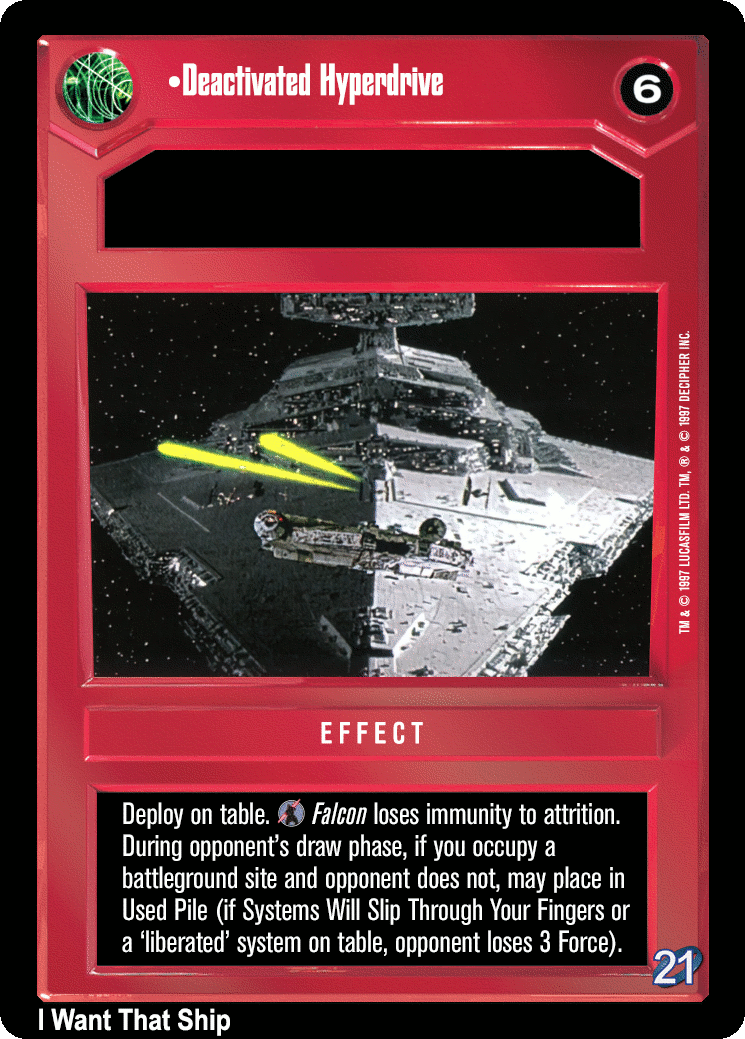 •Deactivated Hyperdrive
6
TM & © 1997 LUCASFILM LTD. TM, ® & © 1997 DECIPHER INC.
EFFECT
Deploy on table. Falcon loses immunity to attrition.
During opponent’s draw phase, if you occupy a
battleground site and opponent does not, may place in
Used Pile (if Systems Will Slip Through Your Fingers or
a ‘liberated’ system on table, opponent loses 3 Force).
21
I Want That Ship